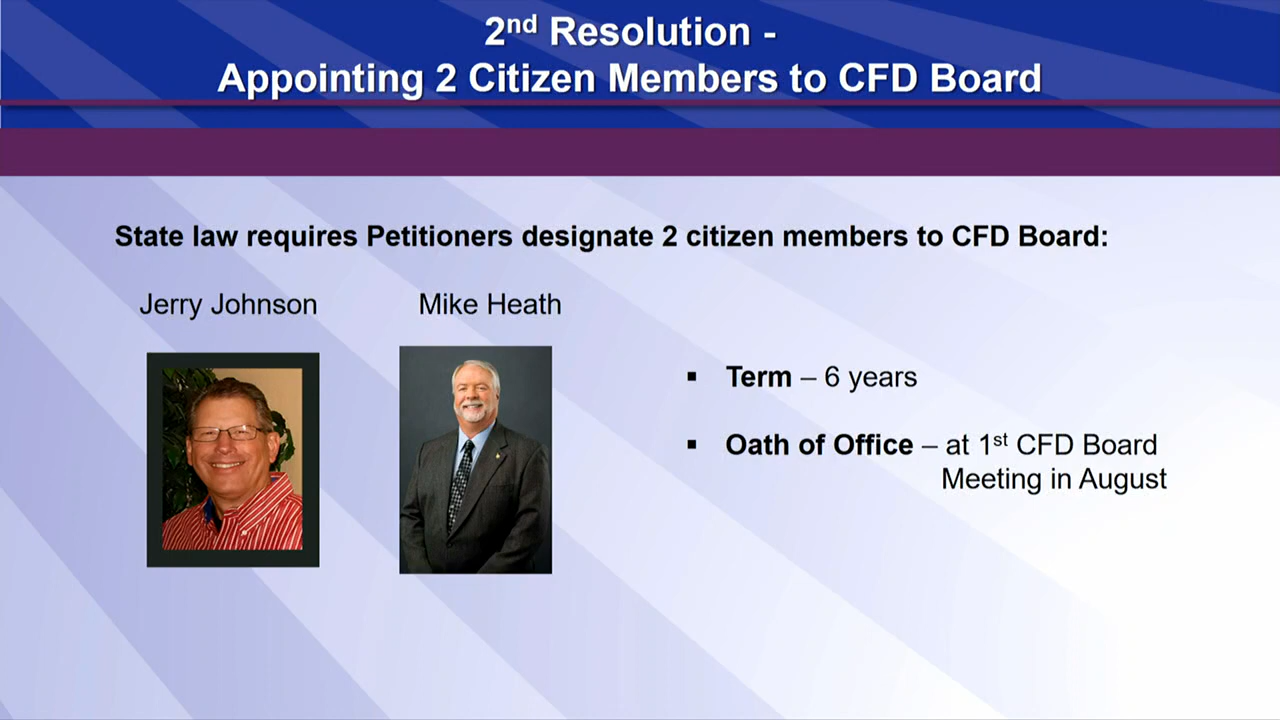 2nd Resolution -
Appointing 2 Citizen Members to CFD Board
State law requires Petitioners designate 2 citizen members to CFD Board:
Jerry Johnson Mike Heath
▪ Term – 6 years
▪ Oath of Office – at 1st CFD Board
Meeting in August